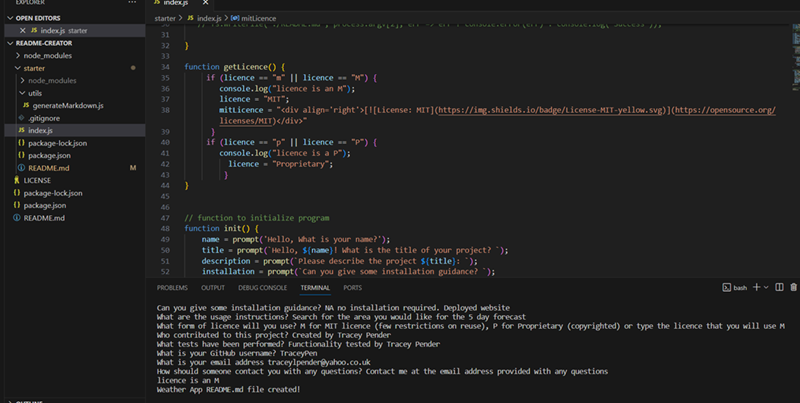 EXPLORER
OPEN EDITORS
index.js starter
README-CREATOR
node_modules
starter
node_modules
utils
generateMarkdown.js
.gitignore
index.js
package-lock.json
package.json
README.md M
LICENSE
package-lock.json
package.json
README.md
index.js
starter > index.js > mitLicence
32
33 }
34 function getLicence() {
35 if (licence == "m" || licence == "M") {
36 console.log("licence is an M");
37 licence = "MIT";
38 mitLicence = "<div align='right'>[![License: MIT](https://img.shields.io/badge/License-MIT-yellow.svg)](https://opensource.org/
licenses/MIT)</div>"
39 }
40 if (licence == "p" || licence == "P") {
41 console.log("licence is a P");
42 licence = "Proprietary";
43 }
44 }
45
46
47 // function to initialize program
48 function init() {
49 name = prompt(`Hello, What is your name?`);
50 title = prompt(`Hello, ${name}! What is the title of your project? `);
51 description = prompt(`Please describe the project ${title}: `);
52 installation = prompt(`Can you give some installation guidance? `);
PROBLEMS OUTPUT DEBUG CONSOLE TERMINAL PORTS
bash
Can you give some installation guidance? NA no installation required. Deployed website
What are the usage instructions? Search for the area you would like for the 5 day forecast
What form of licence will you use? M for MIT licence (few restrictions on reuse), P for Proprietary (copyrighted) or type the licence that you will use M
Who contributed to this project? Created by Tracey Pender
What tests have been performed? Functionality tested by Tracey Pender
What is your GitHub username? TraceyPen
What is your email address traceylpender@yahoo.co.uk
How should someone contact you with any questions? Contact me at the email address provided with any questions
licence is an M
Weather App README.md file created!